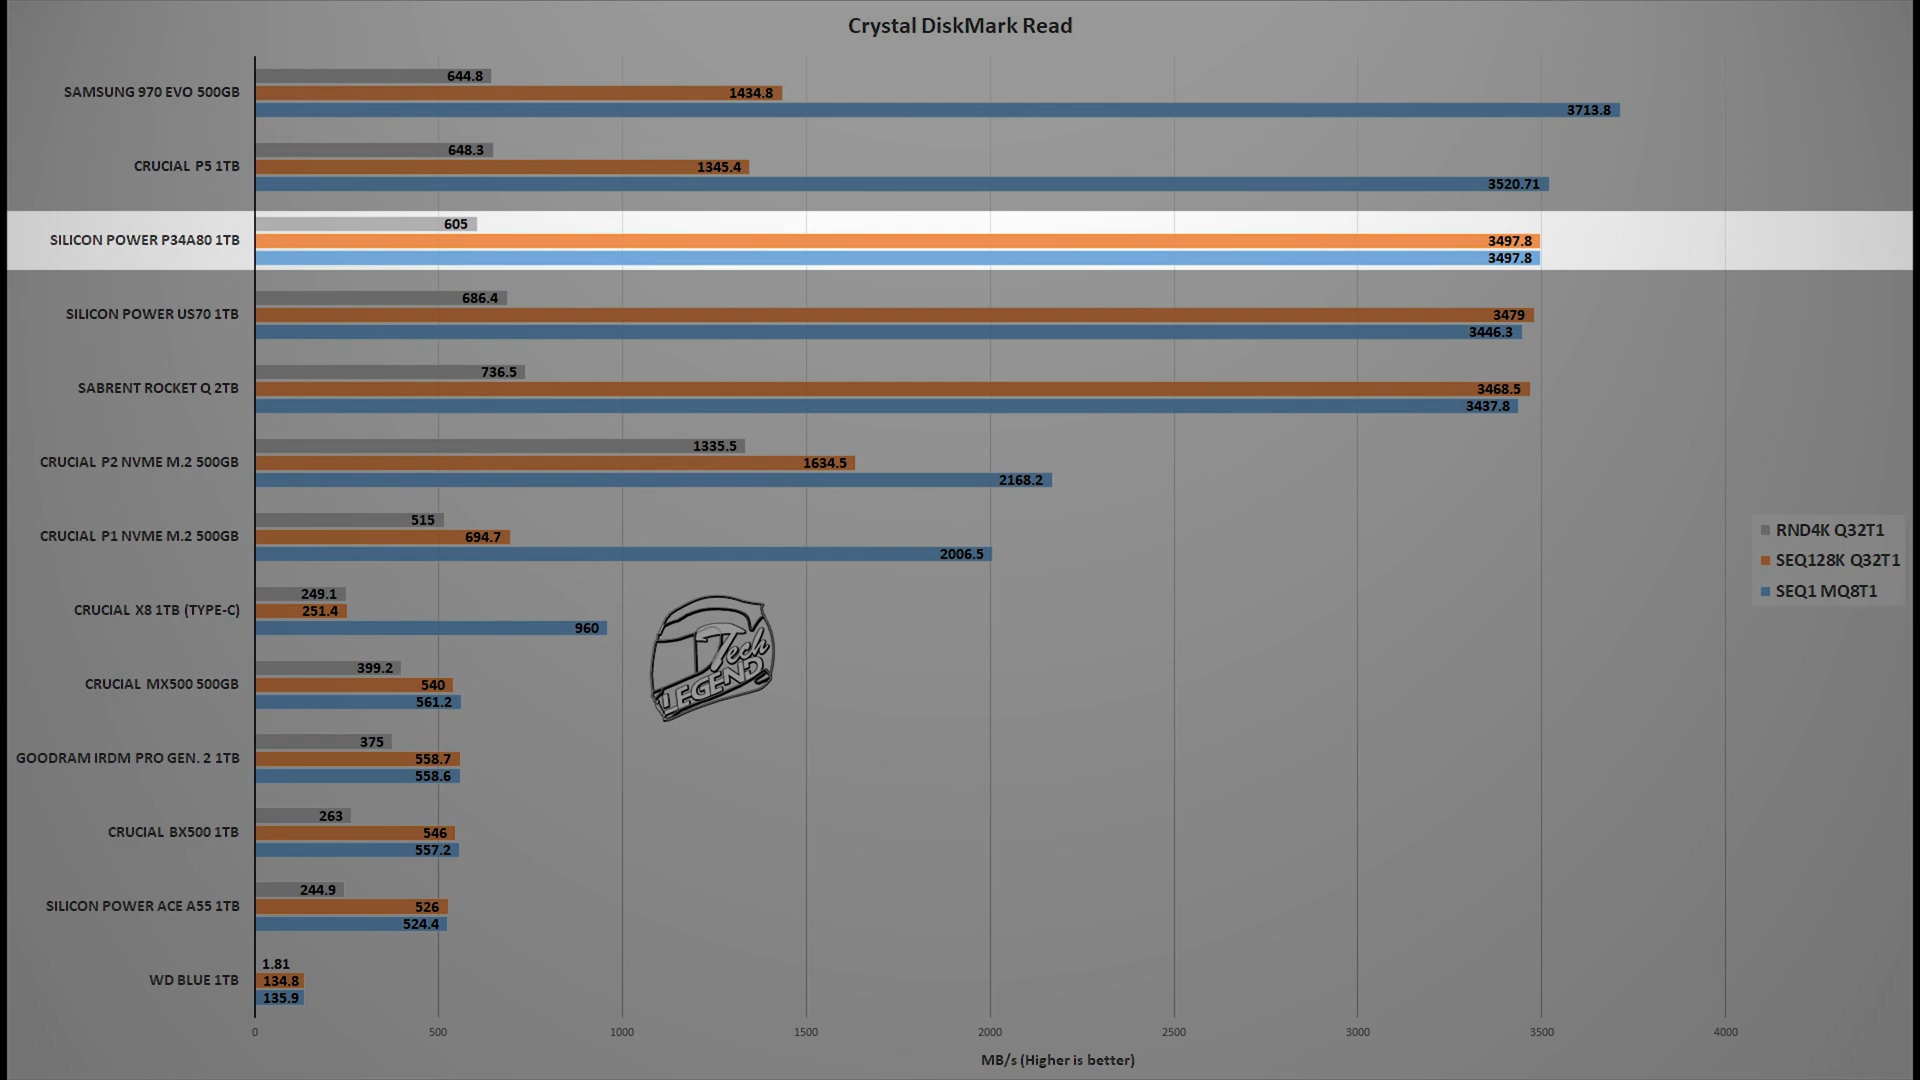 Crystal DiskMark Read
SAMSUNG 970 EVO 500GB
644.8
1434.8
3713.8
CRUCIAL P5 1TB
648.3
1345.4
3520.71
SILICON POWER P34A80 1TB
605
3497.8
3497.8
SILICON POWER US70 1TB
686.4
3479
3446.3
SABRENT ROCKET Q 2TB
736.5
3468.5
3437.8
CRUCIAL P2 NVME M.2 500GB
1335.5
1634.5
2168.2
CRUCIAL P1 NVME M.2 500GB
515
694.7
2006.5
CRUCIAL X8 1TB (TYPE-C)
249.1
251.4
960
CRUCIAL MX500 500GB
399.2
540
561.2
GOODRAM IRDM PRO GEN. 2 1TB
375
558.7
558.6
CRUCIAL BX500 1TB
263
546
557.2
SILICON POWER ACE A55 1TB
244.9
526
524.4
WD BLUE 1TB
1.81
134.8
135.9
Tech
LEGEND
RND4K Q32T1
SEQ128K Q32T1
SEQ1 MQ8T1
0 500 1000 1500 2000 2500 3000 3500 4000
MB/s (Higher is better)